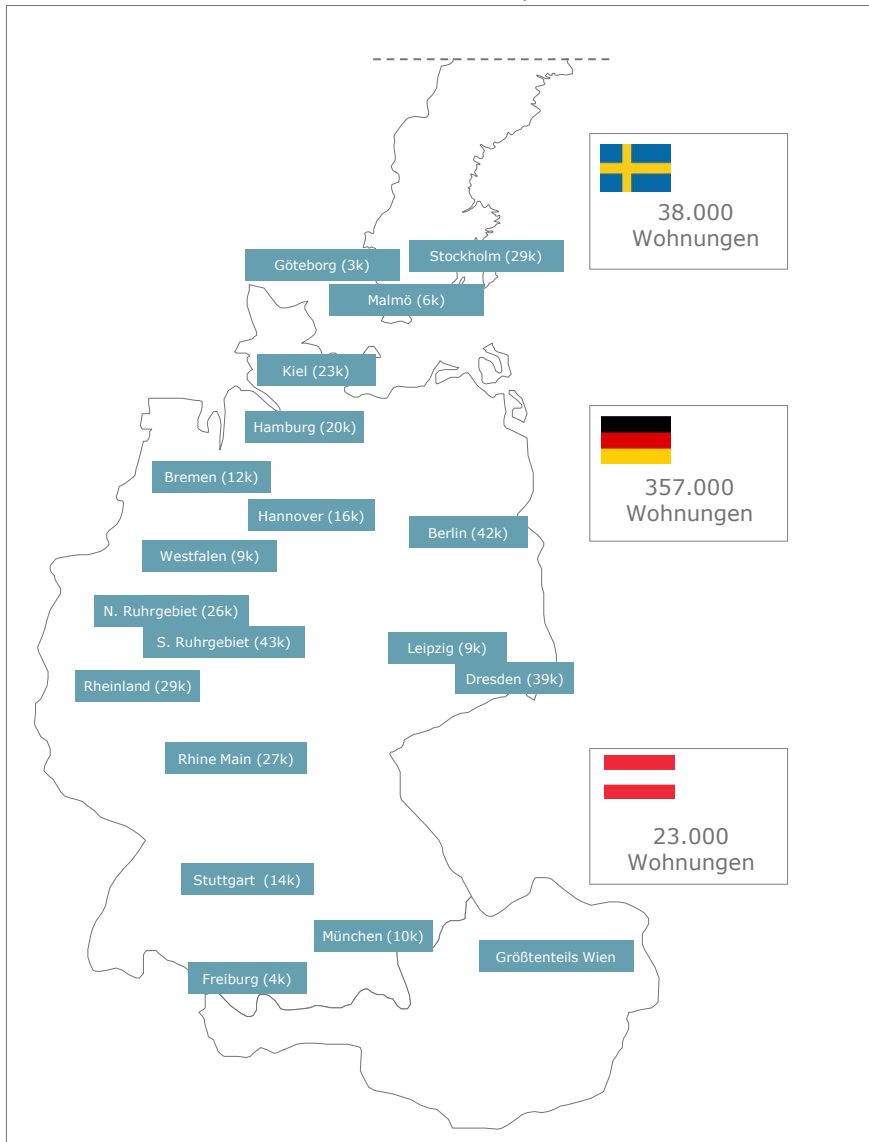 38.000
Wohnungen
Göteborg (3k)
Stockholm (29k)
Malmö (6k)
Kiel (23k)
Hamburg (20k)
357.000
Wohnungen
Bremen (12k)
Hannover (16k)
Berlin (42k)
Westfalen (9k)
N. Ruhrgebiet (26k)
S. Ruhrgebiet (43k)
Leipzig (9k)
Rheinland (29k)
Dresden (39k)
Rhine Main (27k)
23.000
Wohnungen
Stuttgart (14k)
München (10k)
Größtenteils Wien
Freiburg (4k)